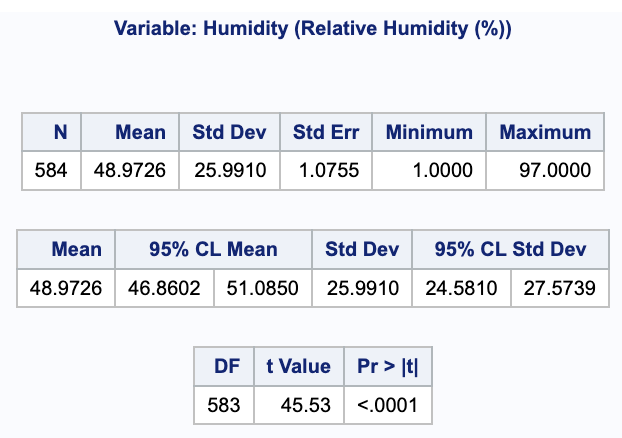 Variable: Humidity (Relative Humidity (%))
N Mean Std Dev Std Err Minimum Maximum
584 48.9726 25.9910 1.0755 1.0000 97.0000
Mean 95% CL Mean Std Dev 95% CL Std Dev
48.9726 46.8602 51.0850 25.9910 24.5810 27.5739
DF t Value Pr > |t|
583 45.53 <.0001